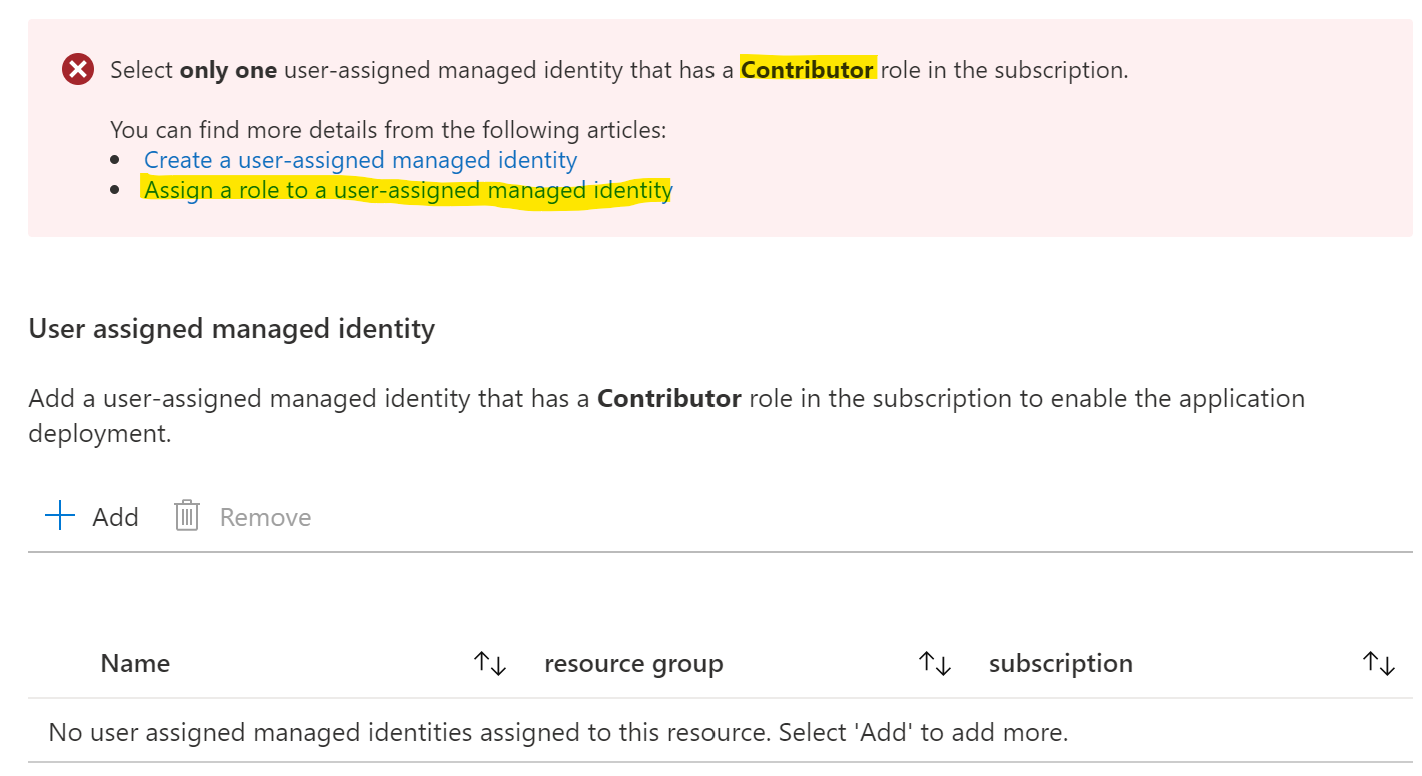 Select only one user-assigned managed identity that has a Contributor role in the subscription.
You can find more details from the following articles:
• Create a user-assigned managed identity
• Assign a role to a user-assigned managed identity
User assigned managed identity
Add a user-assigned managed identity that has a Contributor role in the subscription to enable the application
deployment.
+ Add Remove
Name ↑↓ resource group ↑↓ subscription ↑↓
No user assigned managed identities assigned to this resource. Select 'Add' to add more.